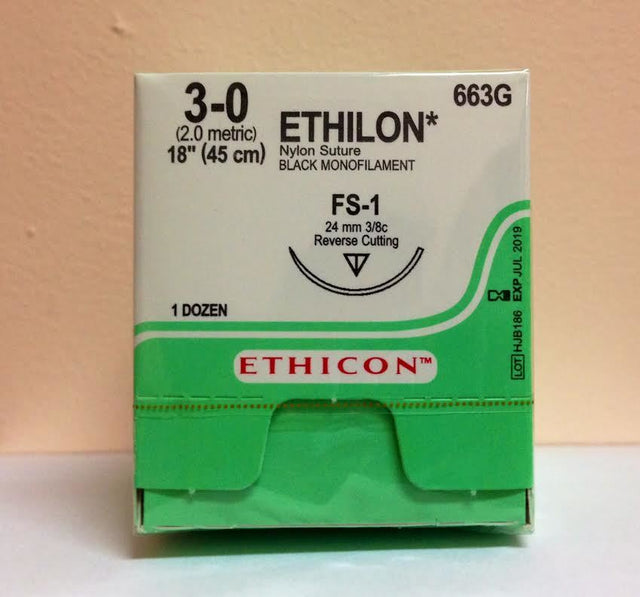 3-0
(2.0 metric)
18" (45 cm)
ETHILON*
Nylon Suture
BLACK MONOFILAMENT
663G
FS-1
24 mm 3/8c
Reverse Cutting
1 DOZEN
LOT HJB186 EXP JUL 2019
ETHICON™